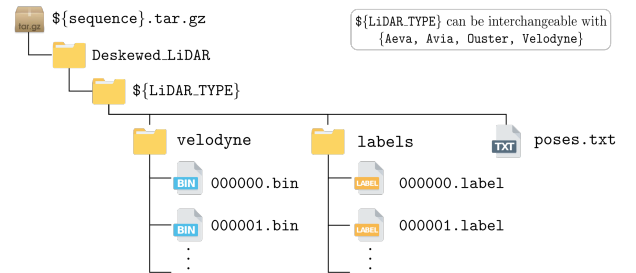 tar.gz
${sequence}.tar.gz
${LiDAR_TYPE} can be interchangeable with
{Aeva, Avia, Ouster, Velodyne}
Deskewed_LiDAR
${LiDAR_TYPE}
velodyne
labels
TXT
poses.txt
BIN
000000.bin
LABEL
000000.label
BIN
000001.bin
LABEL
000001.label